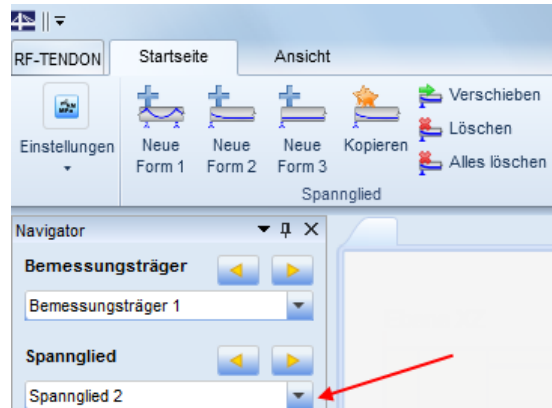 RF-TENDON Startseite Ansicht
Einstellungen
Neue Form 1
Neue Form 2
Neue Form 3
Kopieren
Verschieben
Löschen
Alles löschen
Spannglied
Navigator
Bemessungsträger
Bemessungsträger 1
Spannglied
Spannglied 2